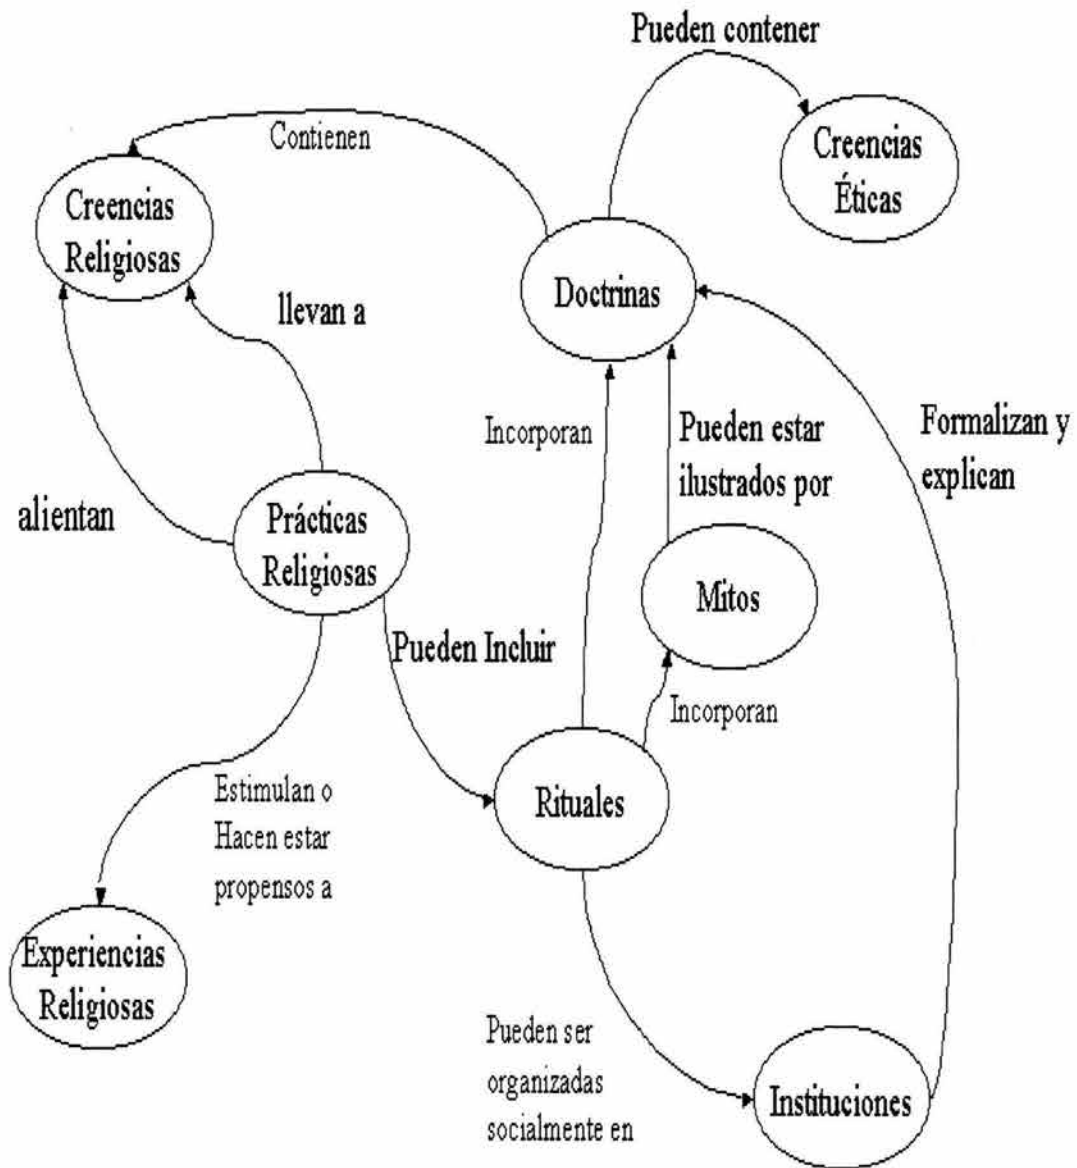 Pueden contener
Contienen
Creencias
Éticas
Creencias
Religiosas
Doctrinas
llevan a
Incorporan
Pueden estar
ilustrados por
Formalizan y
explican
alientan
Prácticas
Religiosas
Mitos
Pueden Incluir
Incorporan
Rituales
Estimulan o
Hacen estar
propensos a
Experiencias
Religiosas
Pueden ser
organizadas
socialmente en
Instituciones